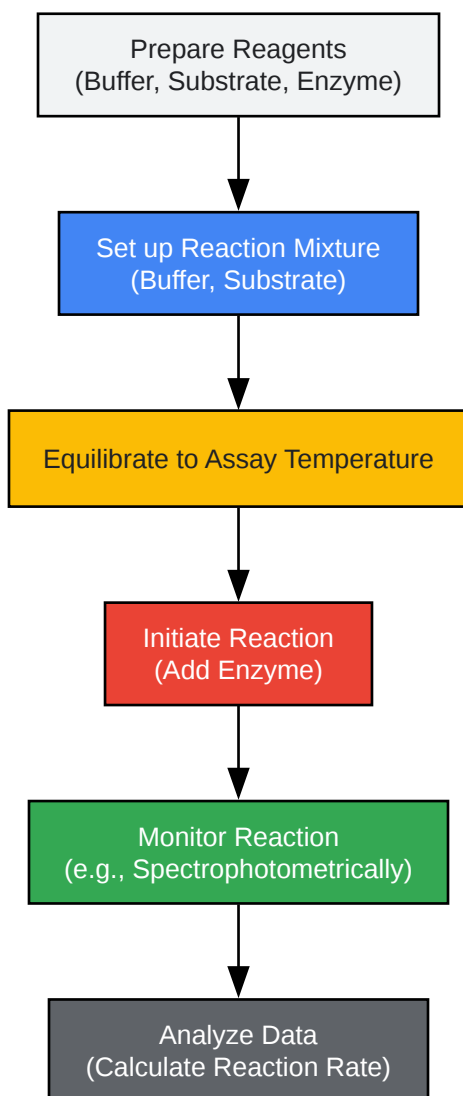 Prepare Reagents
(Buffer, Substrate, Enzyme)
Set up Reaction Mixture
(Buffer, Substrate)
Equilibrate to Assay Temperature
Initiate Reaction
(Add Enzyme)
Monitor Reaction
(e.g., Spectrophotometrically)
Analyze Data
(Calculate Reaction Rate)